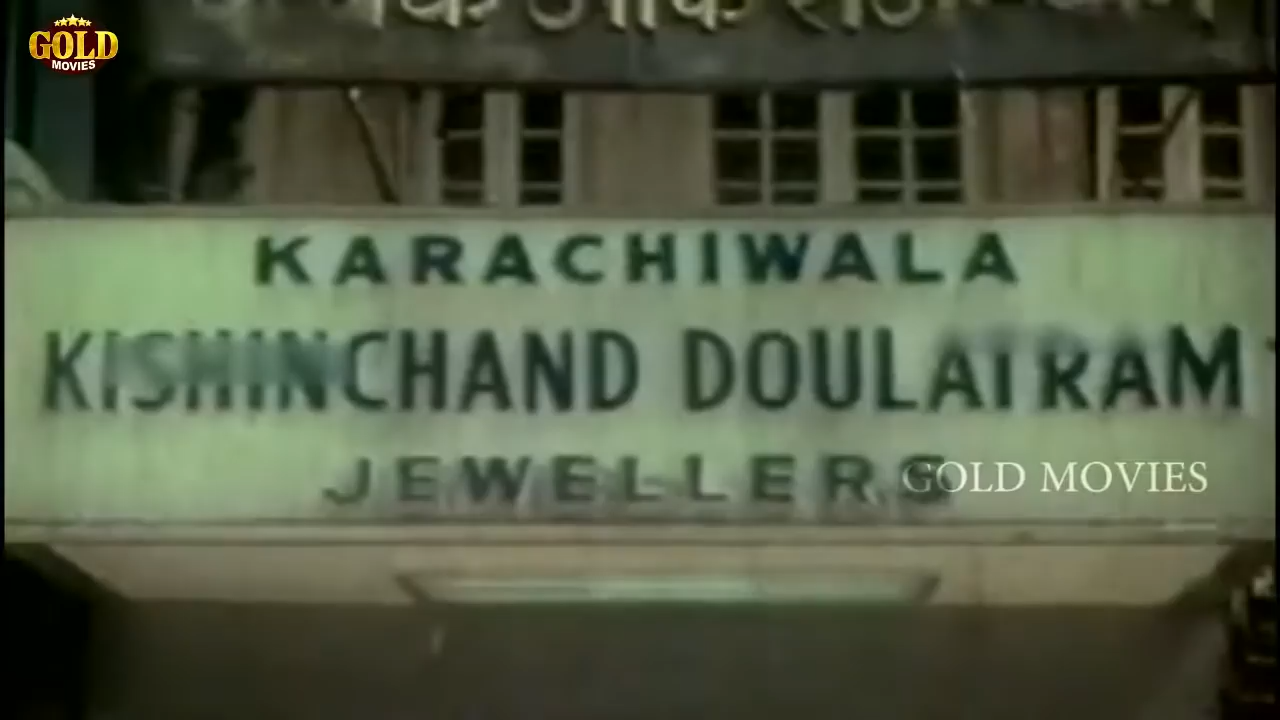 GOLD
MOVIES
KARACHIWALA
KISHINCHAND DOULATRAM
JEWELLERS
GOLD MOVIES